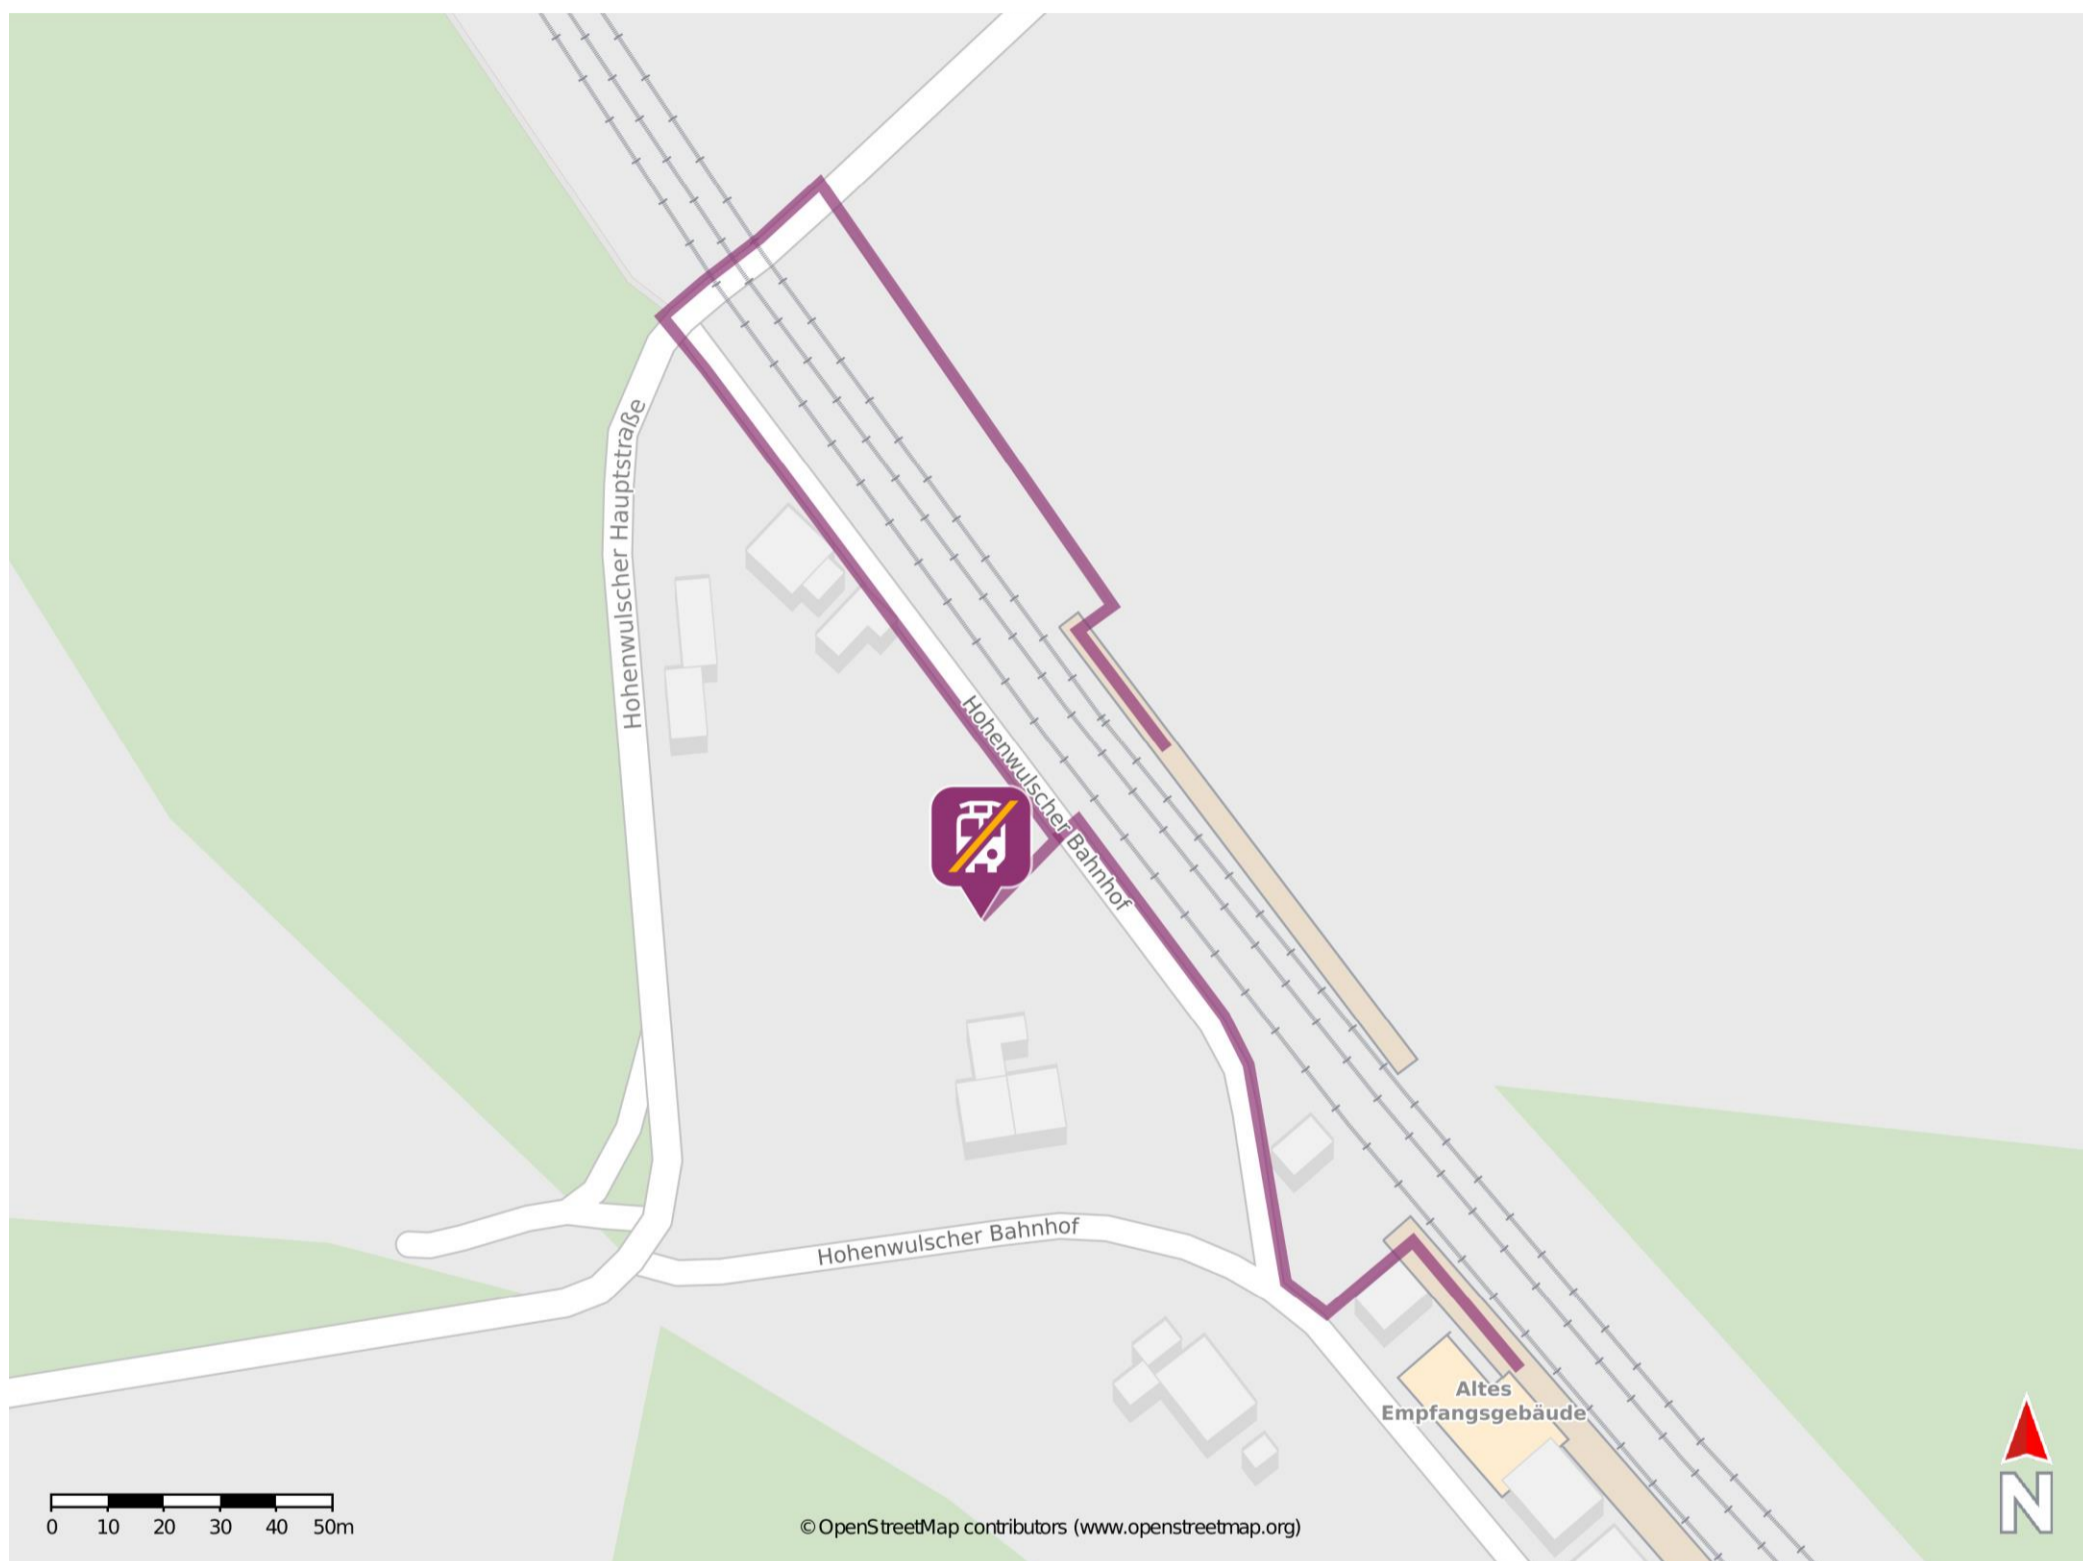 Hohenwulscher Hauptstraße
Hohenwulscher Bahnhof
Hohenwulscher Bahnhof
Altes
Empfangsgebäude
N
0 10 20 30 40 50m
© OpenStreetMap contributors (www.openstreetmap.org)